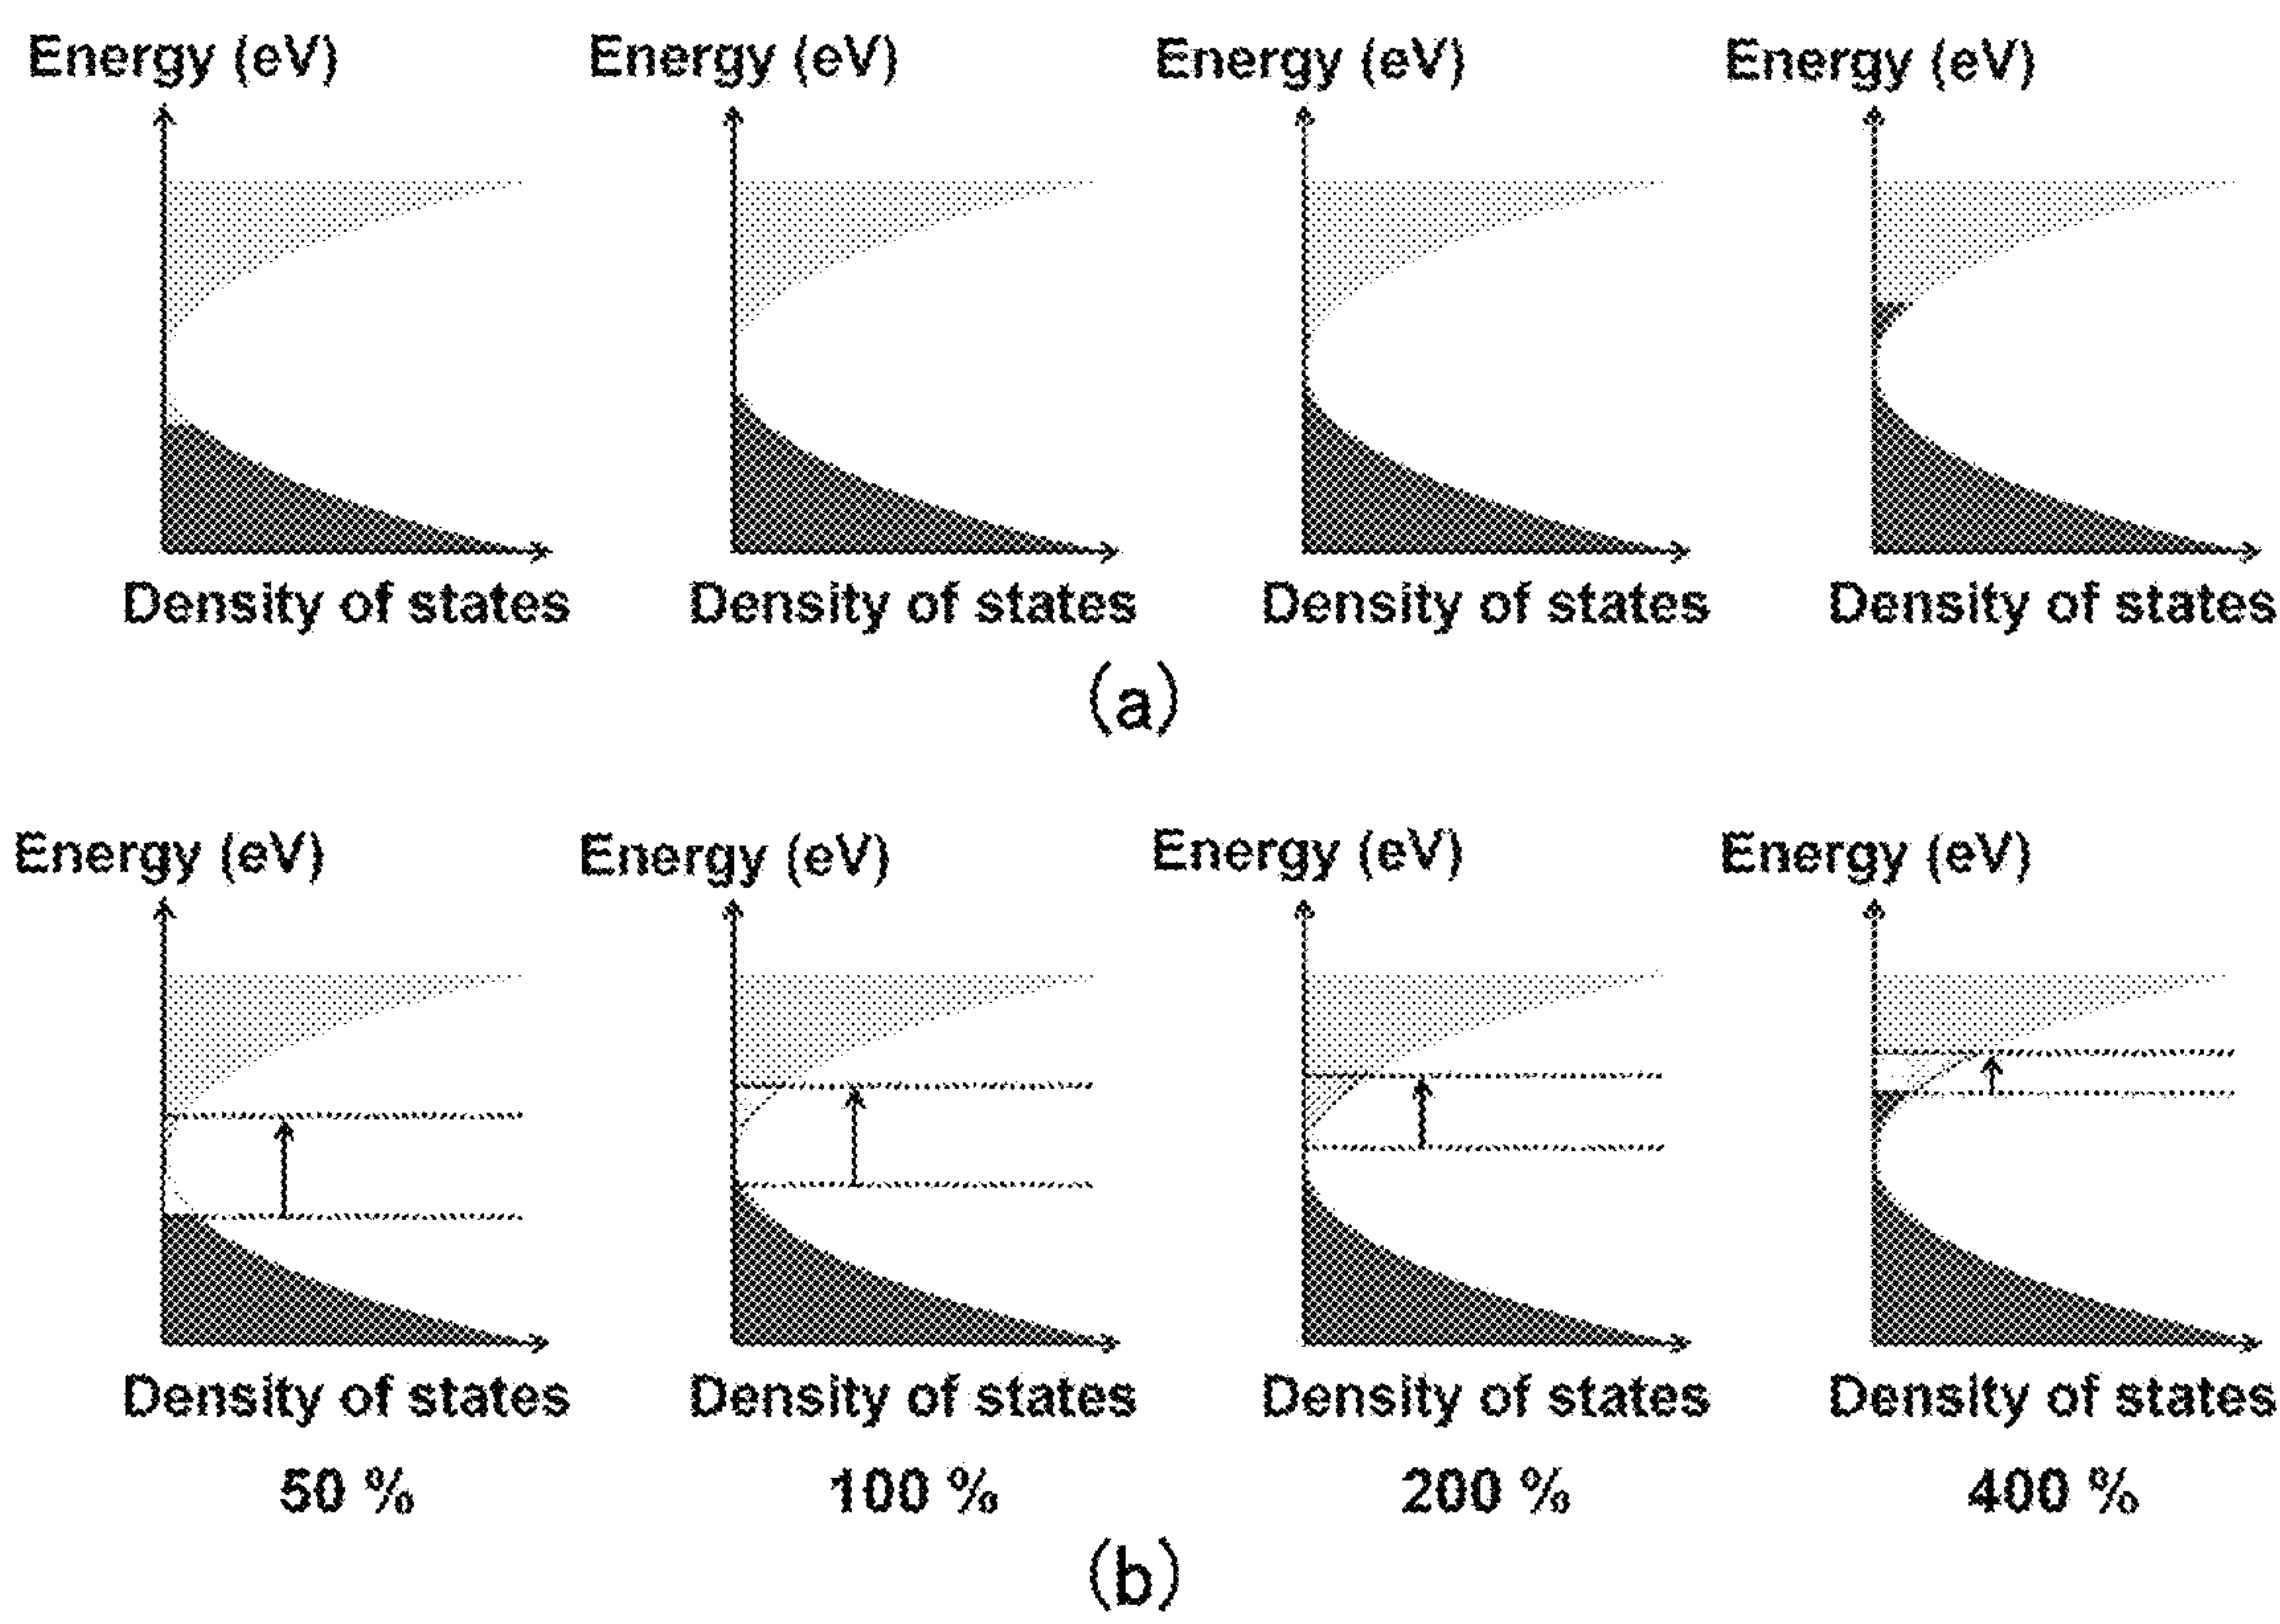 Energy (eV) Energy (eV) Energy (eV) Energy (eV)
Density of states Density of states Density of states Density of states
(a)
Energy (eV) Energy (eV) Energy (eV) Energy (eV)
Density of states Density of states Density of states Density of states
50 % 100 % 200 % 400 %
(b)